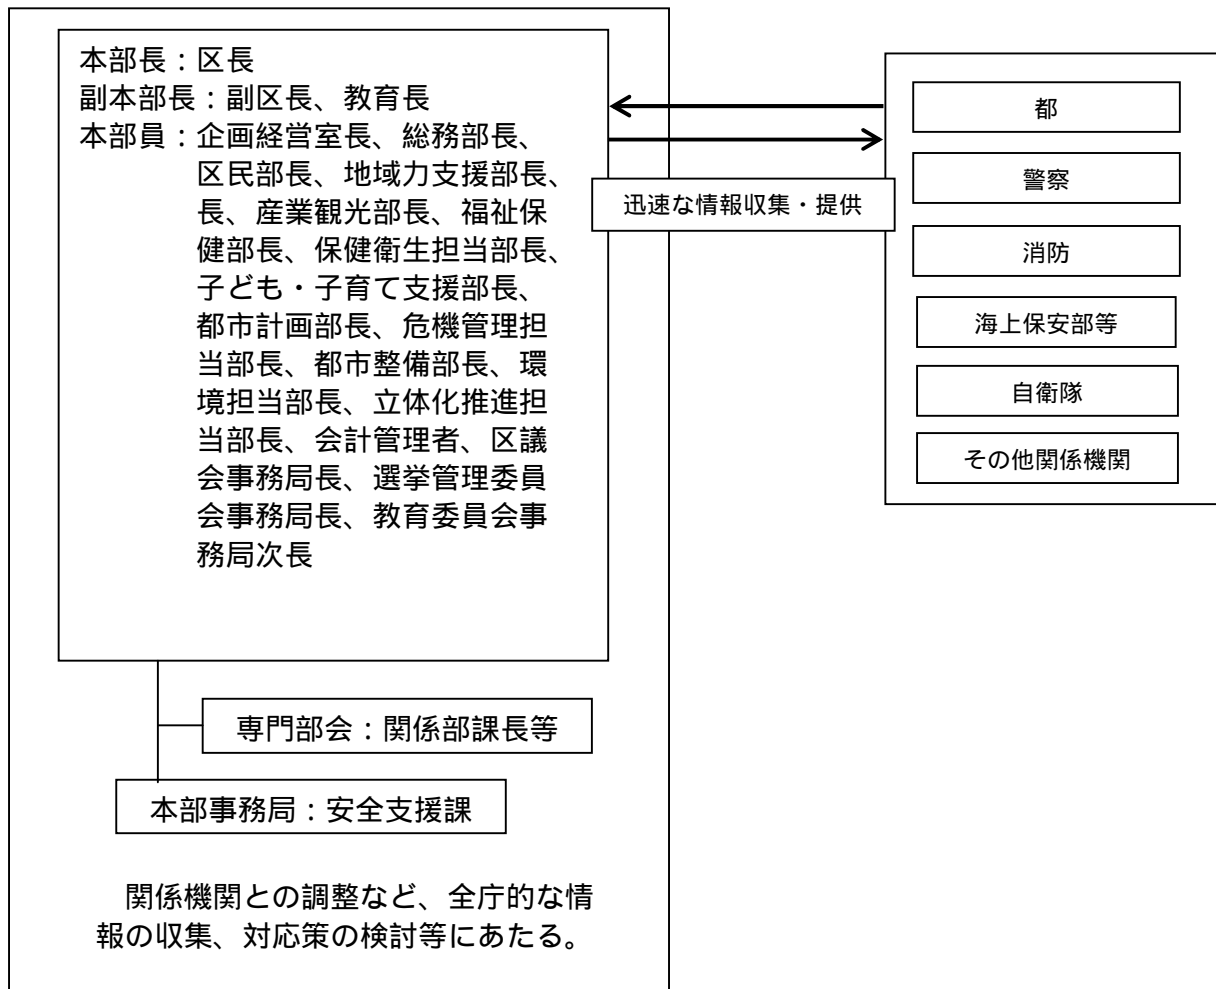 本部長：区長
副本部長：副区長、教育長
本部員：企画経営室長、総務部長、
区民部長、地域力支援部長、
長、産業観光部長、福祉保
健部長、保健衛生担当部長、
子ども・子育て支援部長、
都市計画部長、危機管理担
当部長、都市整備部長、環
境担当部長、立体化推進担
当部長、会計管理者、区議
会事務局長、選挙管理委員
会事務局長、教育委員会事
務局次長
専門部会：関係部課長等
本部事務局：安全支援課
関係機関との調整など、全庁的な情
報の収集、対応策の検討等にあたる。
迅速な情報収集・提供
都
警察
消防
海上保安部等
自衛隊
その他関係機関